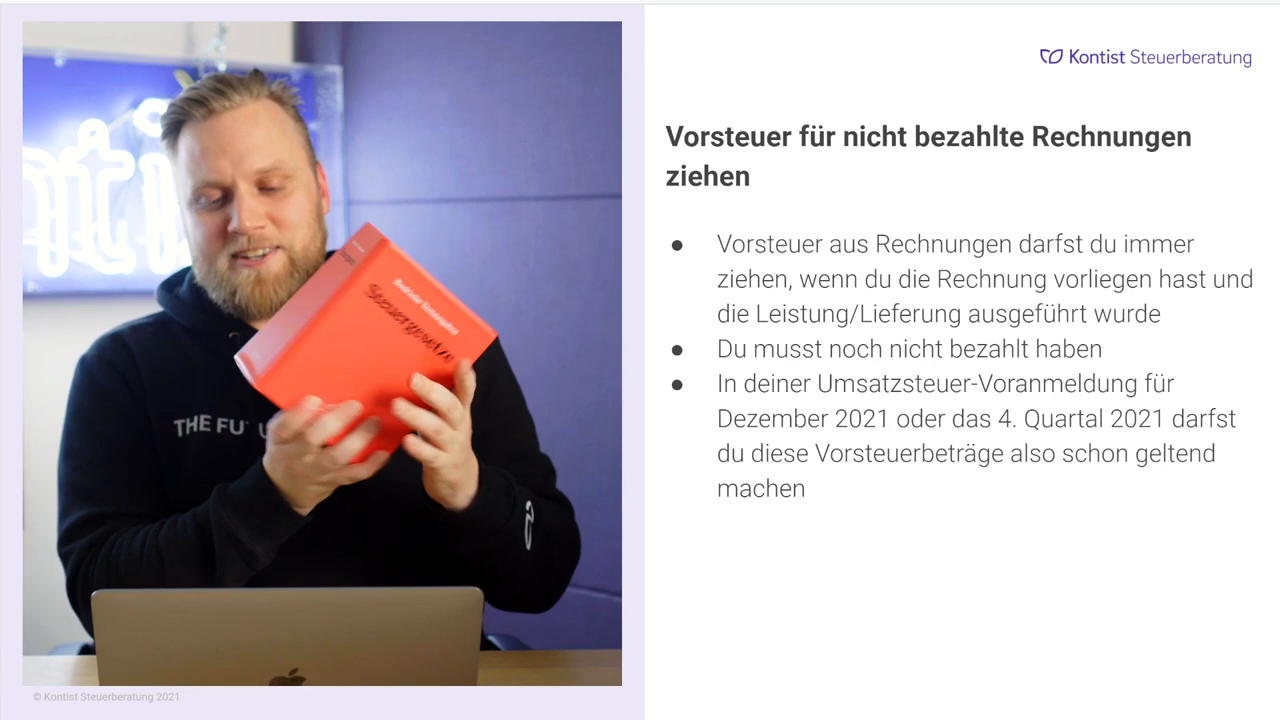 Kontist Steuerberatung
Vorsteuer für nicht bezahlte Rechnungen
ziehen
● Vorsteuer aus Rechnungen darfst du immer
ziehen, wenn du die Rechnung vorliegen hast und
die Leistung/Lieferung ausgeführt wurde
● Du musst noch nicht bezahlt haben
● In deiner Umsatzsteuer-Voranmeldung für
Dezember 2021 oder das 4. Quartal 2021 darfst
du diese Vorsteuerbeträge also schon geltend
machen
Steuergesetze
THE FU
© Kontist Steuerberatung 2021